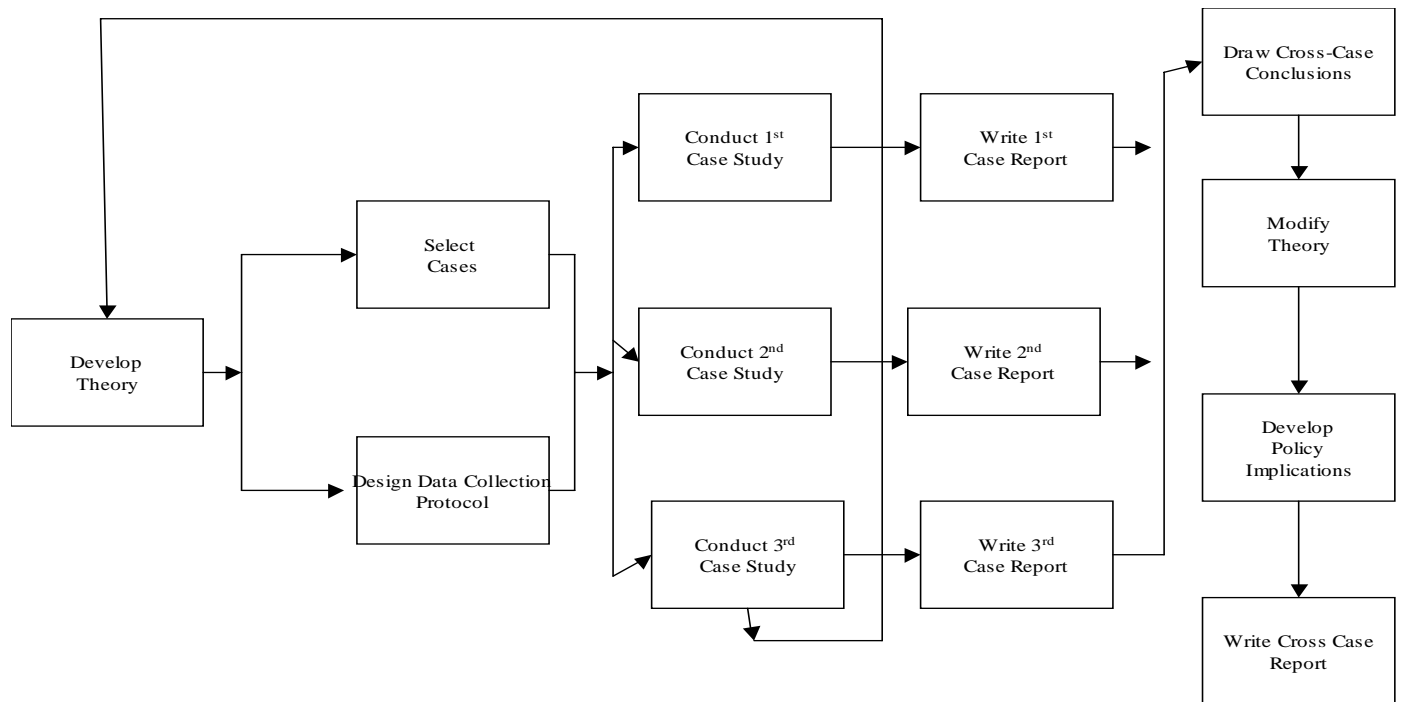 Develop
Theory
Select
Cases
Design Data Collection
Protocol
Conduct 1st
Case Study
Conduct 2nd
Case Study
Conduct 3rd
Case Study
Write 1st
Case Report
Write 2nd
Case Report
Write 3rd
Case Report
Draw Cross-Case
Conclusions
Modify
Theory
Develop
Policy
Implications
Write Cross Case
Report